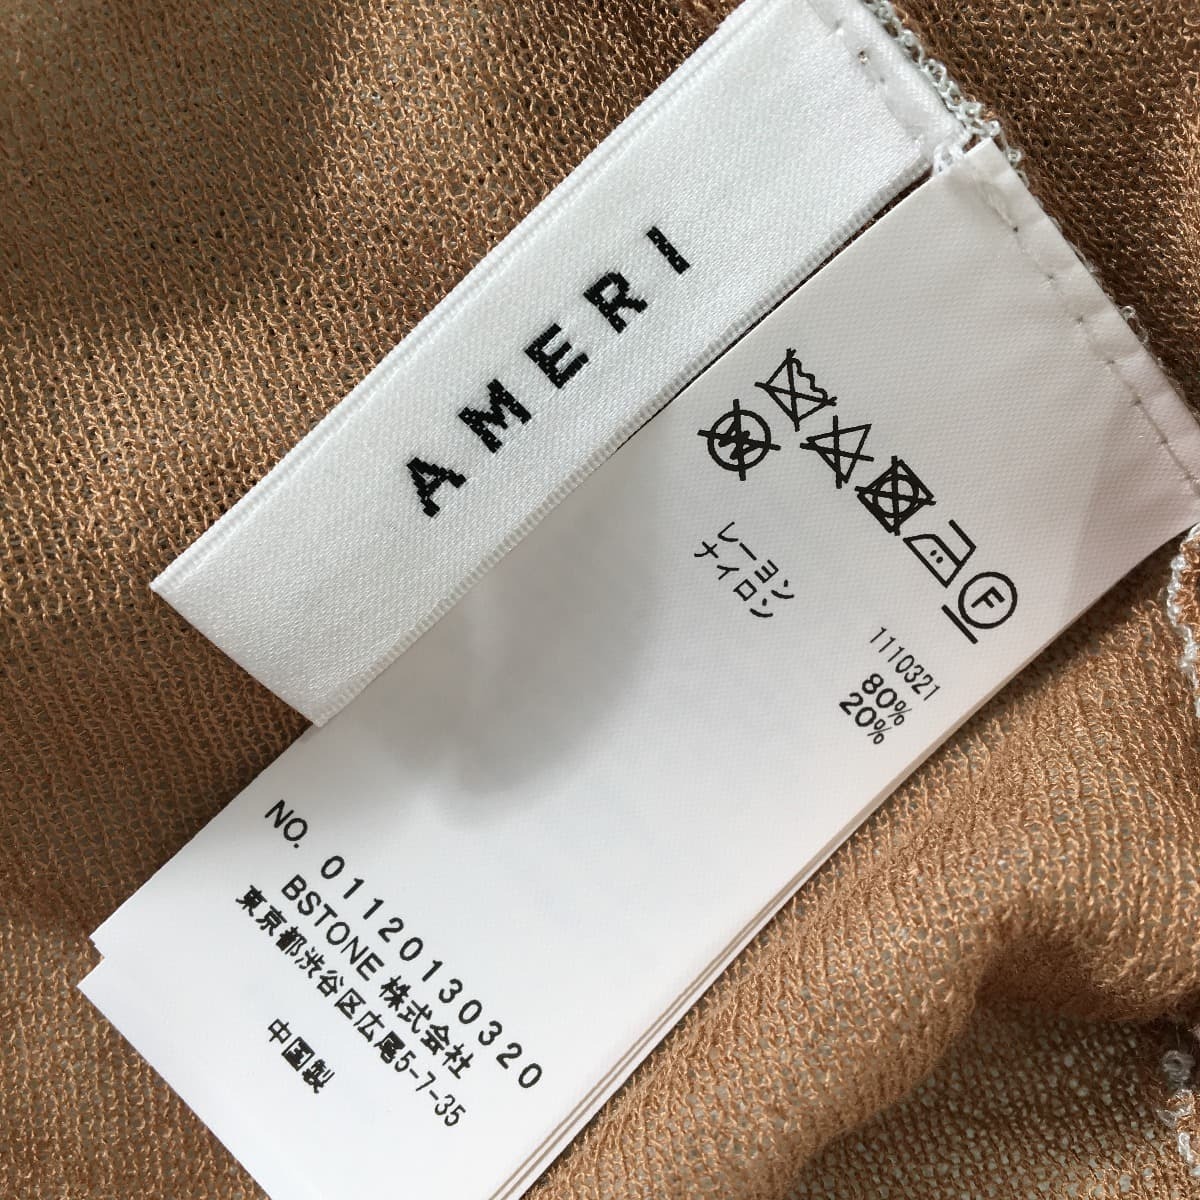 AMERI
W
F
1110321
レーヨン 80%
ナイロン 20%
NO. 01120130320
BSTONE 株式会社
東京都渋谷区広尾5-7-35
中国製